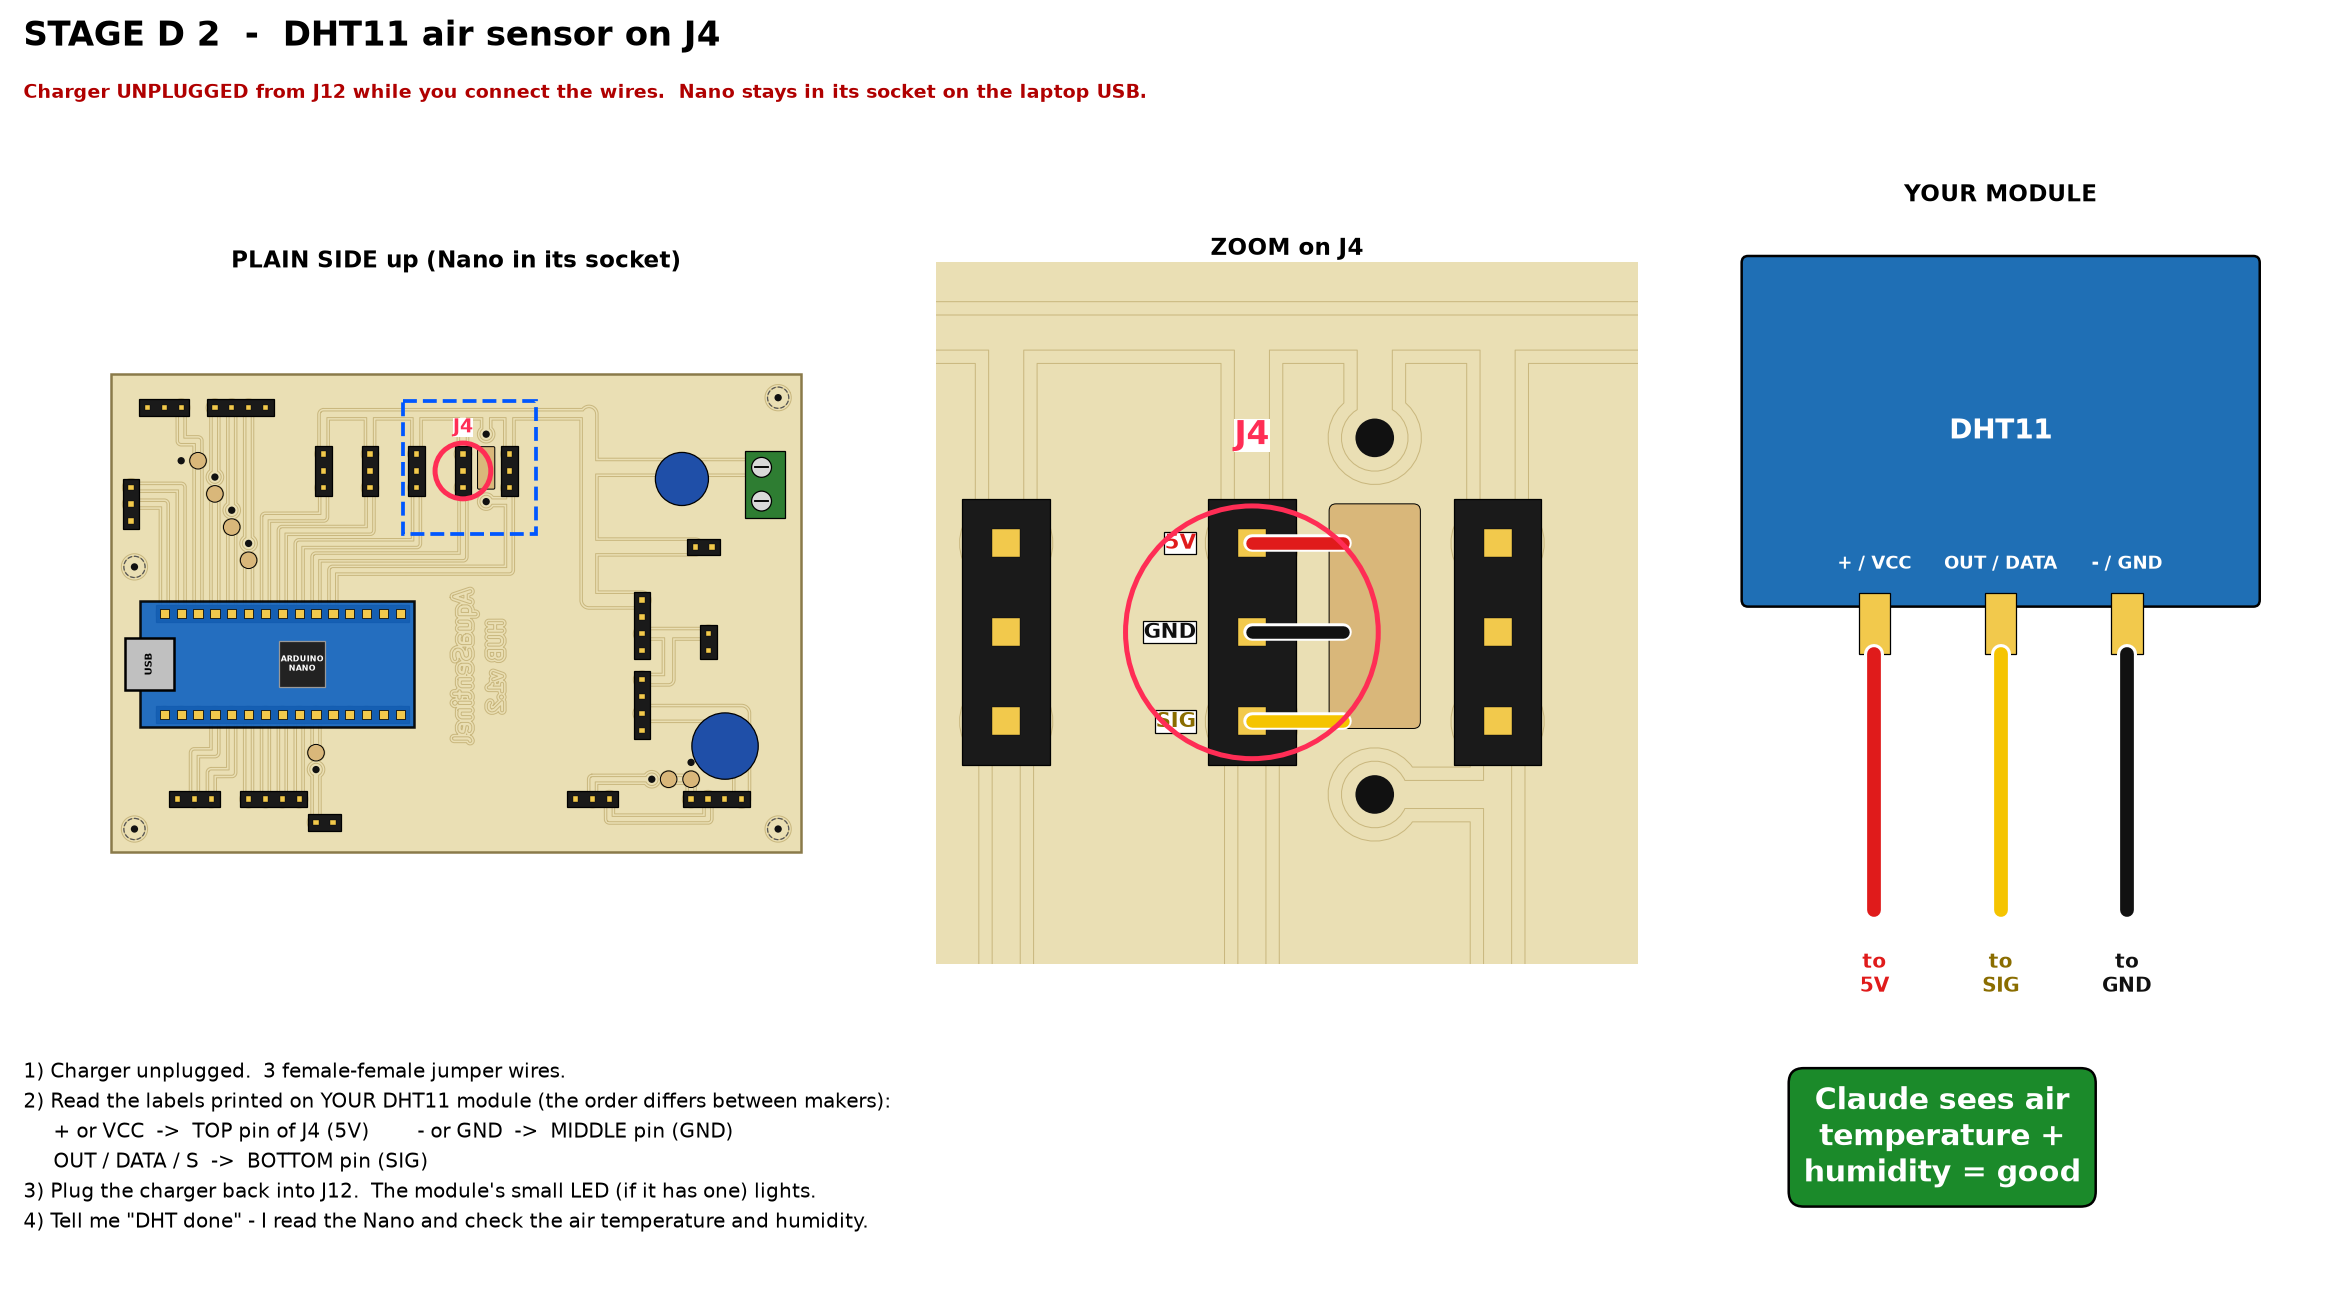 STAGE D 2  -  DHT11 air sensor on J4
Charger UNPLUGGED from J12 while you connect the wires.  Nano stays in its socket on the laptop USB.
PLAIN SIDE up (Nano in its socket)
J4
USB
ARDUINO
NANO
AquaSentinel
HUB v1.2
ZOOM on J4
J4
5V
GND
SIG
YOUR MODULE
DHT11
+ / VCC
OUT / DATA
- / GND
to
5V
to
SIG
to
GND
1) Charger unplugged.  3 female-female jumper wires.
2) Read the labels printed on YOUR DHT11 module (the order differs between makers):
+ or VCC  ->  TOP pin of J4 (5V)        - or GND  ->  MIDDLE pin (GND)
OUT / DATA / S  ->  BOTTOM pin (SIG)
3) Plug the charger back into J12.  The module's small LED (if it has one) lights.
4) Tell me "DHT done" - I read the Nano and check the air temperature and humidity.
Claude sees air
temperature +
humidity = good